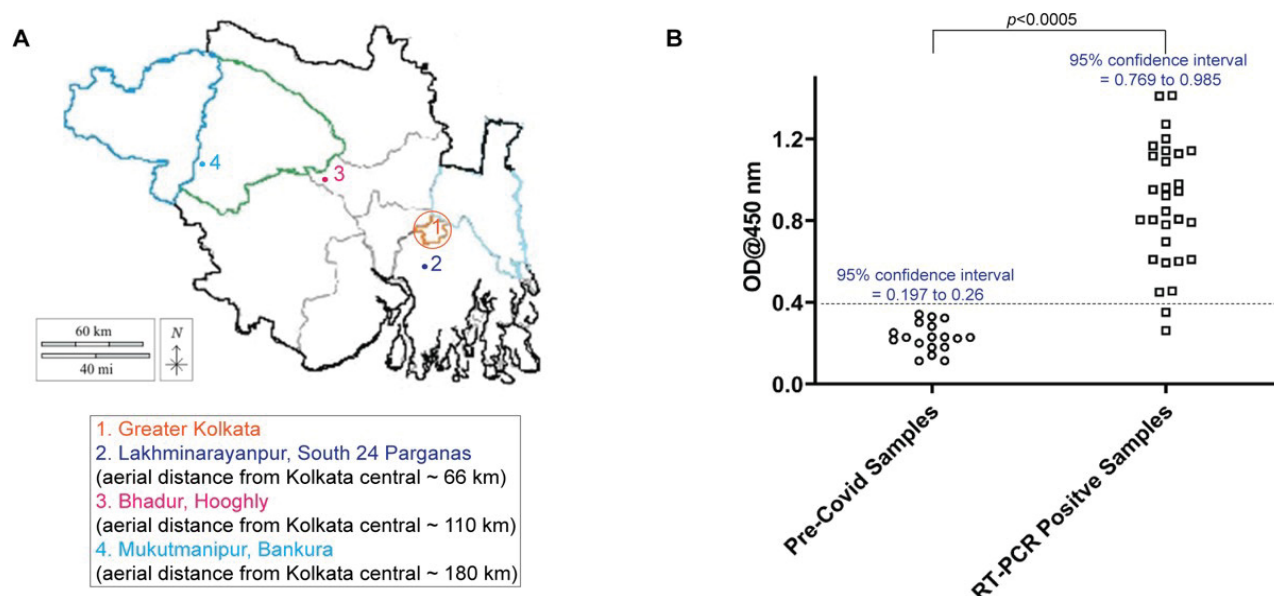 A
4
3
1
2
60 km
40 mi
N
1. Greater Kolkata
2. Lakhminarayanpur, South 24 Parganas
(aerial distance from Kolkata central ~ 66 km)
3. Bhadur, Hooghly
(aerial distance from Kolkata central ~ 110 km)
4. Mukutmanipur, Bankura
(aerial distance from Kolkata central ~ 180 km)
B
p<0.0005
95% confidence interval
= 0.769 to 0.985
95% confidence interval
= 0.197 to 0.26
OD@450 nm
1.2
0.8
0.4
0.0
Pre-Covid Samples
RT-PCR Positve Samples